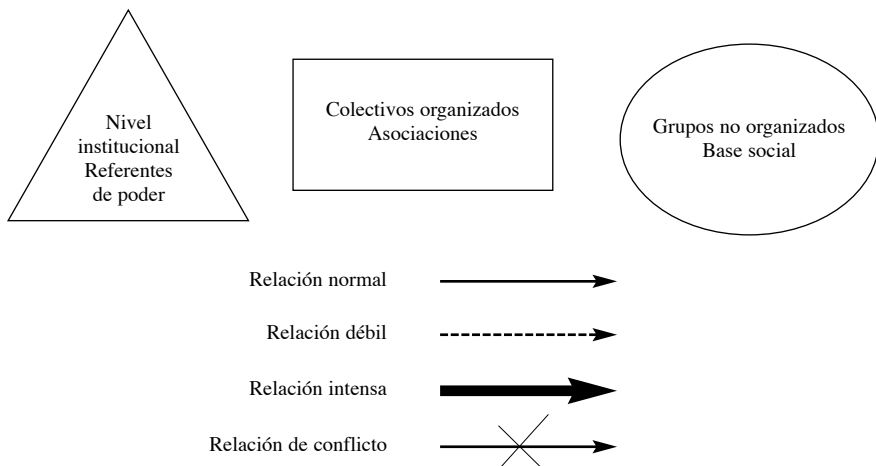 Nivel
institucional
Referentes
de poder
Colectivos organizados
Asociaciones
Grupos no organizados
Base social
Relación normal
Relación débil
Relación intensa
Relación de conflicto